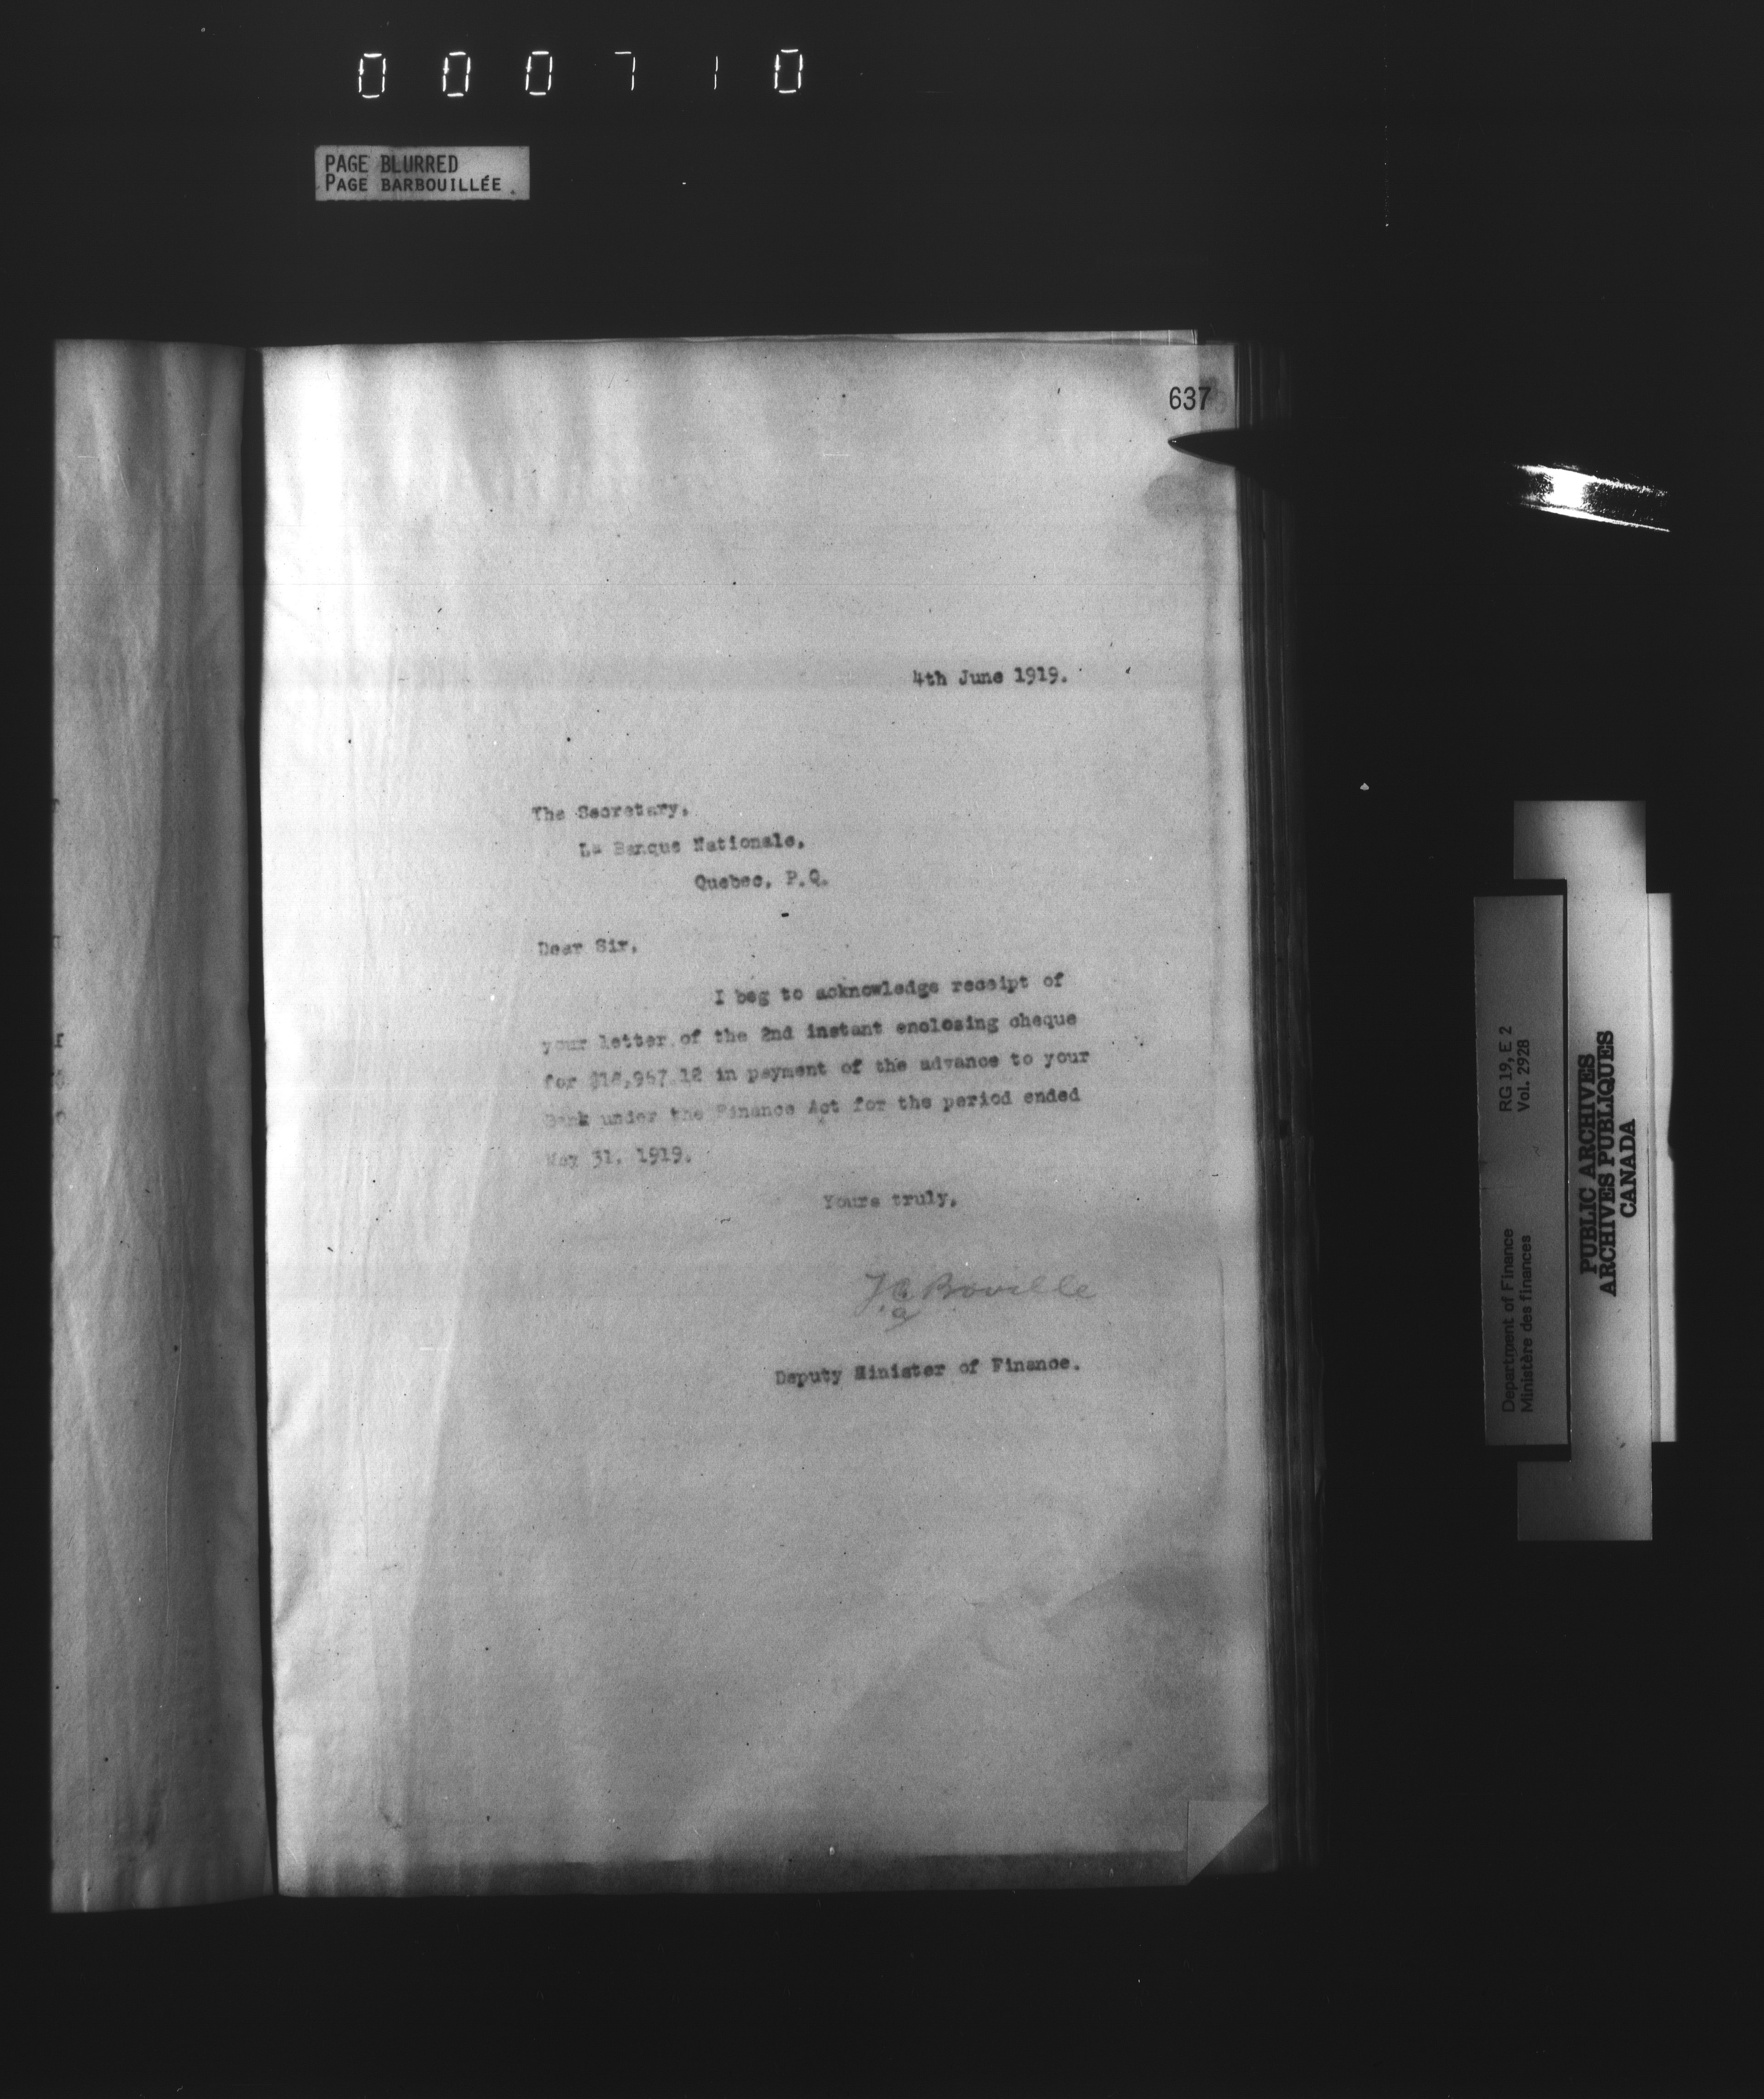 000710
PAGE BLURRED
PAGE BARBOUILLÉE
637
4th June 1919.
The Secretary,
La Banque Nationale,
Quebec, P.Q.
Dear Sir,
I beg to acknowledge receipt of
your letter of the 2nd instant enclosing cheque
for in payment of the advance to your
Bank under the Finance Act for the period ended
May 31, 1919.
Yours truly,
Boville
Deputy Minister of Finance.
Department of Finance RG 19, E 2
Ministère des finances Vol. 2928
PUBLIC ARCHIVES
ARCHIVES PUBLIQUES
CANADA